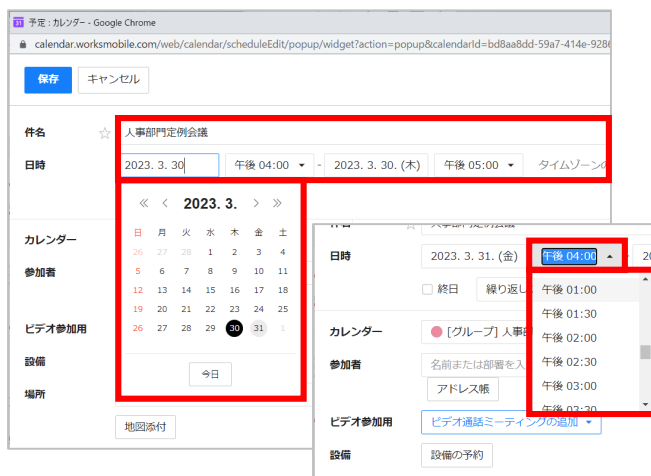 予定 : カレンダー - Google Chrome
calendar.worksmobile.com/web/calendar/scheduleEdit/popup/widget?action=popup&calendarId=bd8aa8dd-59a7-414e-9286
保存 キャンセル
件名 ☆ 人事部門定例会議
日時 2023. 3. 30 午後 04:00 - 2023. 3. 30. (木) 午後 05:00 タイムゾーンの
≪ < 2023. 3. > ≫
日 月 火 水 木 金 土
26 27 28 1 2 3 4
5 6 7 8 9 10 11
12 13 14 15 16 17 18
19 20 21 22 23 24 25
26 27 28 29 30 31 1
今日
カレンダー
参加者
ビデオ参加用
設備
場所
地図添付
日時 2023. 3. 31. (金) 午後 04:00 20
終日 繰り返し
午後 01:00
午後 01:30
午後 02:00
午後 02:30
午後 03:00
午後 03:30
カレンダー [グループ] 人事部
参加者 名前または部署を入
アドレス帳
ビデオ参加用 ビデオ通話ミーティングの追加
設備 設備の予約